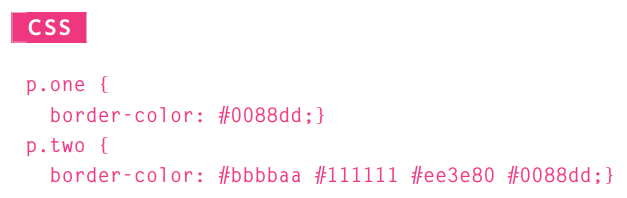 CSS
p.one {
border-color: #0088dd;}
p.two {
border-color: #bbbbaa #111111 #ee3e80 #0088dd;}